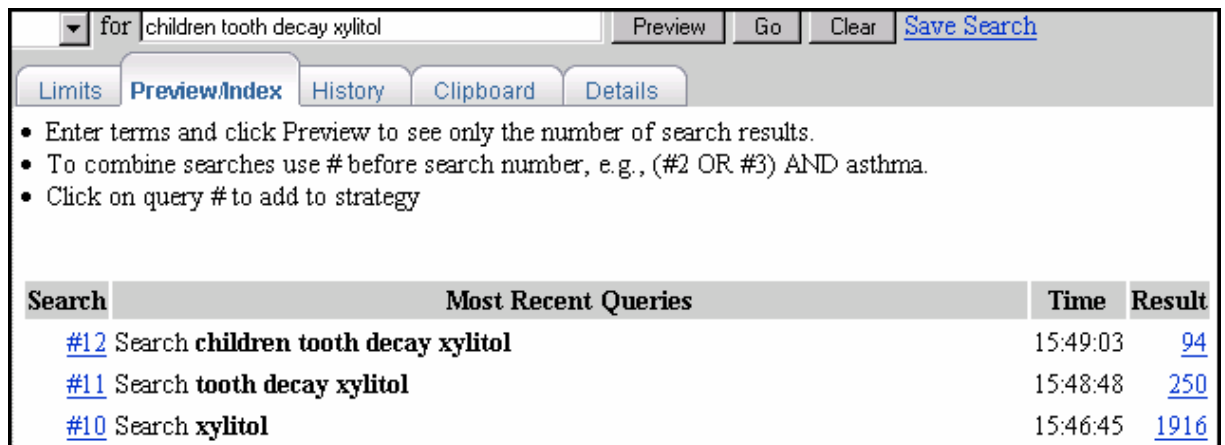 for children tooth decay xylitol Preview Go Clear Save Search
Limits Preview/Index History Clipboard Details
• Enter terms and click Preview to see only the number of search results.
• To combine searches use # before search number, e.g., (#2 OR #3) AND asthma.
• Click on query # to add to strategy
Search Most Recent Queries Time Result
#12 Search children tooth decay xylitol 15:49:03 94
#11 Search tooth decay xylitol 15:48:48 250
#10 Search xylitol 15:46:45 1916